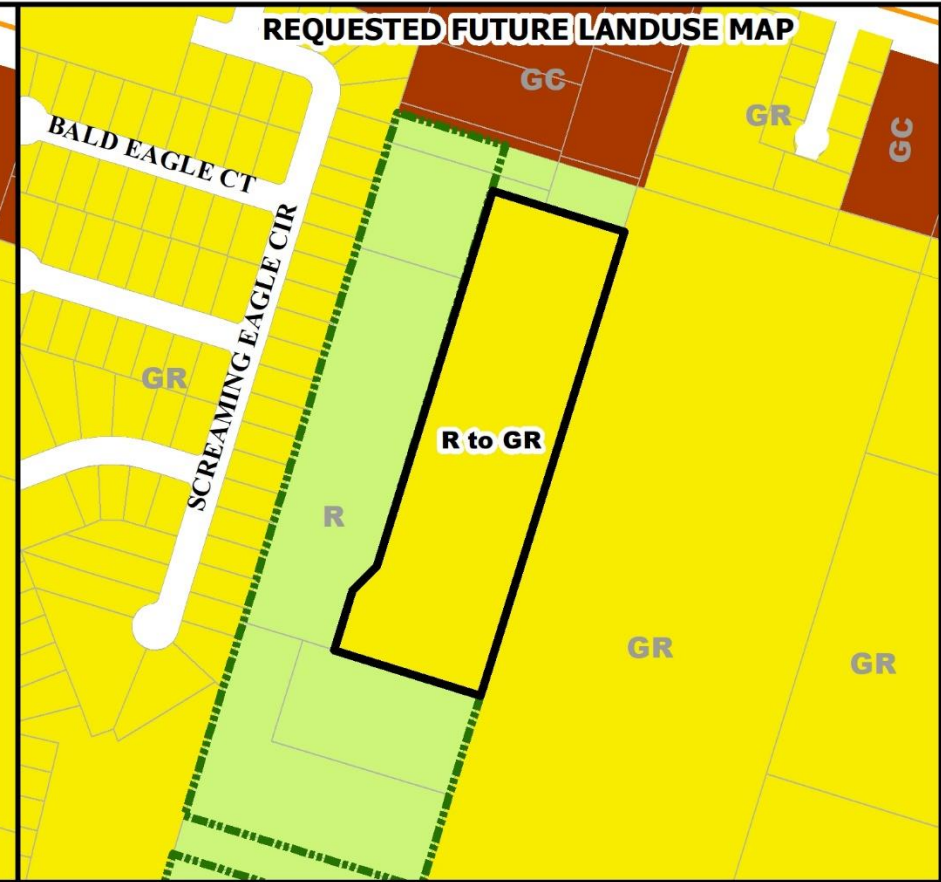 REQUESTED FUTURE LANDUSE MAP
GC
GR
GC
BALD EAGLE CT
SCREAMING EAGLE CIR
GR
R to GR
R
GR
GR